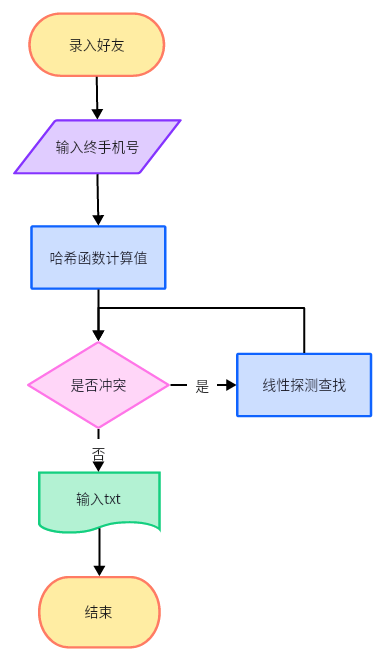 录入好友
输入终手机号
哈希函数计算值
是否冲突
是
线性探测查找
否
输入txt
结束